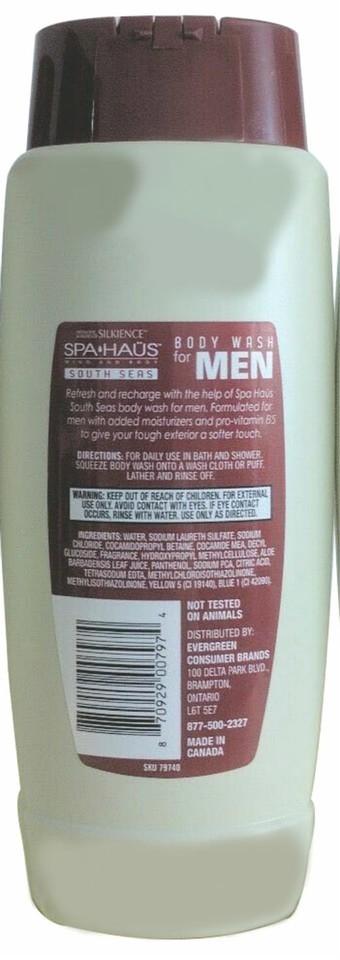 SILKIENCE™
SPA•HAÜS™
MIND AND BODY
SOUTH SEAS
BODY WASH
for MEN
Refresh and recharge with the help of Spa Haüs
South Seas body wash for men. Formulated for
men with added moisturizers and pro-vitamin B5
to give your tough exterior a softer touch.
DIRECTIONS: FOR DAILY USE IN BATH AND SHOWER.
SQUEEZE BODY WASH ONTO A WASH CLOTH OR PUFF.
LATHER AND RINSE OFF.
WARNING: KEEP OUT OF REACH OF CHILDREN. FOR EXTERNAL
USE ONLY. AVOID CONTACT WITH EYES. IF EYE CONTACT
OCCURS, RINSE WITH WATER. USE ONLY AS DIRECTED.
INGREDIENTS: WATER, SODIUM LAURETH SULFATE, SODIUM
CHLORIDE, COCAMIDOPROPYL BETAINE, COCAMIDE MEA, DECYL
GLUCOSIDE, FRAGRANCE, HYDROXYPROPYL METHYLCELLULOSE, ALOE
BARBADENSIS LEAF JUICE, PANTHENOL, SODIUM PCA, CITRIC ACID,
TETRASODIUM EDTA, METHYLCHLOROISOTHIAZOLINONE,
METHYLISOTHIAZOLINONE, YELLOW 5 (CI 19140), BLUE 1 (CI 42090).
8 70929 00797 4
SKU 79740
NOT TESTED
ON ANIMALS
DISTRIBUTED BY:
EVERGREEN
CONSUMER BRANDS
100 DELTA PARK BLVD.,
BRAMPTON,
ONTARIO
L6T 5E7
877-500-2327
MADE IN
CANADA